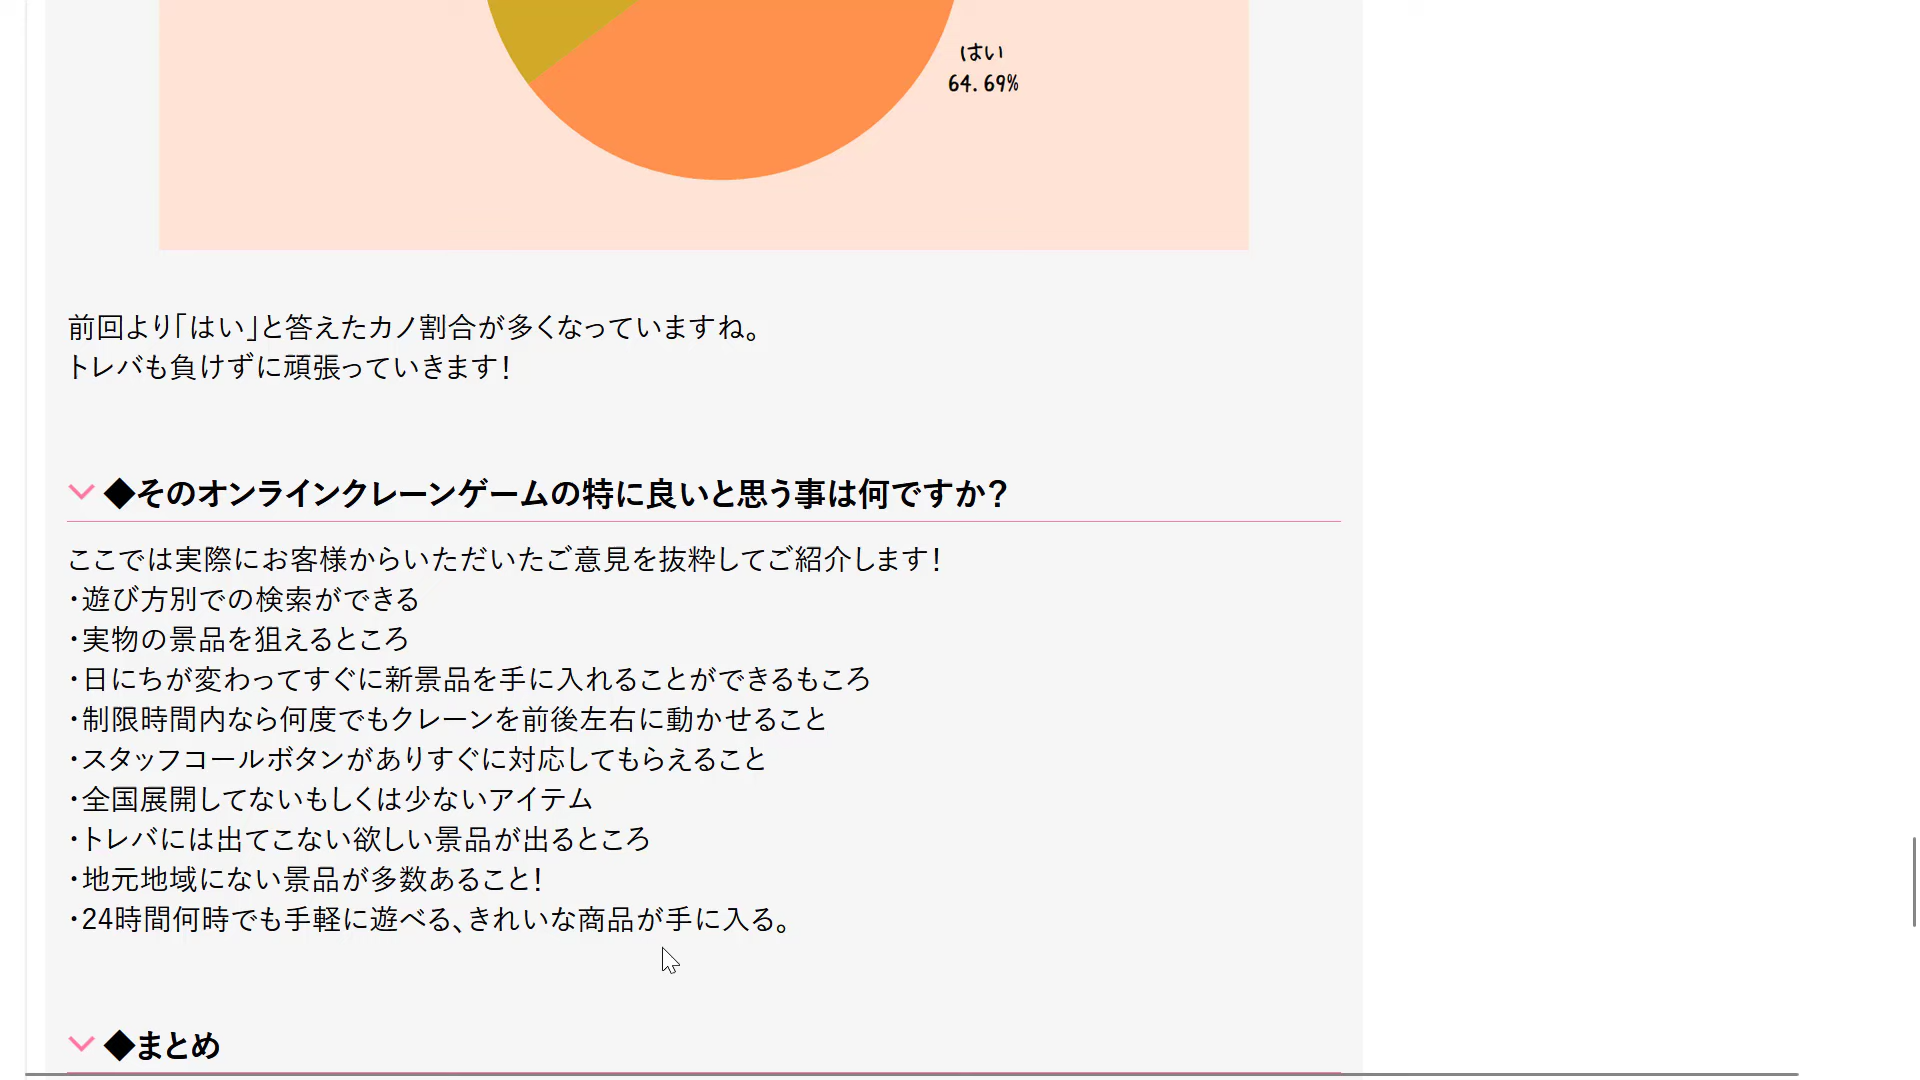 はい
64.69%
前回より「はい」と答えたカノ割合が多くなっていますね。
トレバも負けずに頑張っていきます！
◆そのオンラインクレーンゲームの特に良いと思う事は何ですか？
ここでは実際にお客様からいただいたご意見を抜粋してご紹介します！
・遊び方別での検索ができる
・実物の景品を狙えるところ
・日にちが変わってすぐに新景品を手に入れることができるもころ
・制限時間内なら何度でもクレーンを前後左右に動かせること
・スタッフコールボタンがありすぐに対応してもらえること
・全国展開してないもしくは少ないアイテム
・トレバには出てこない欲しい景品が出るところ
・地元地域にない景品が多数あること！
・24時間何時でも手軽に遊べる、きれいな商品が手に入る。
◆まとめ